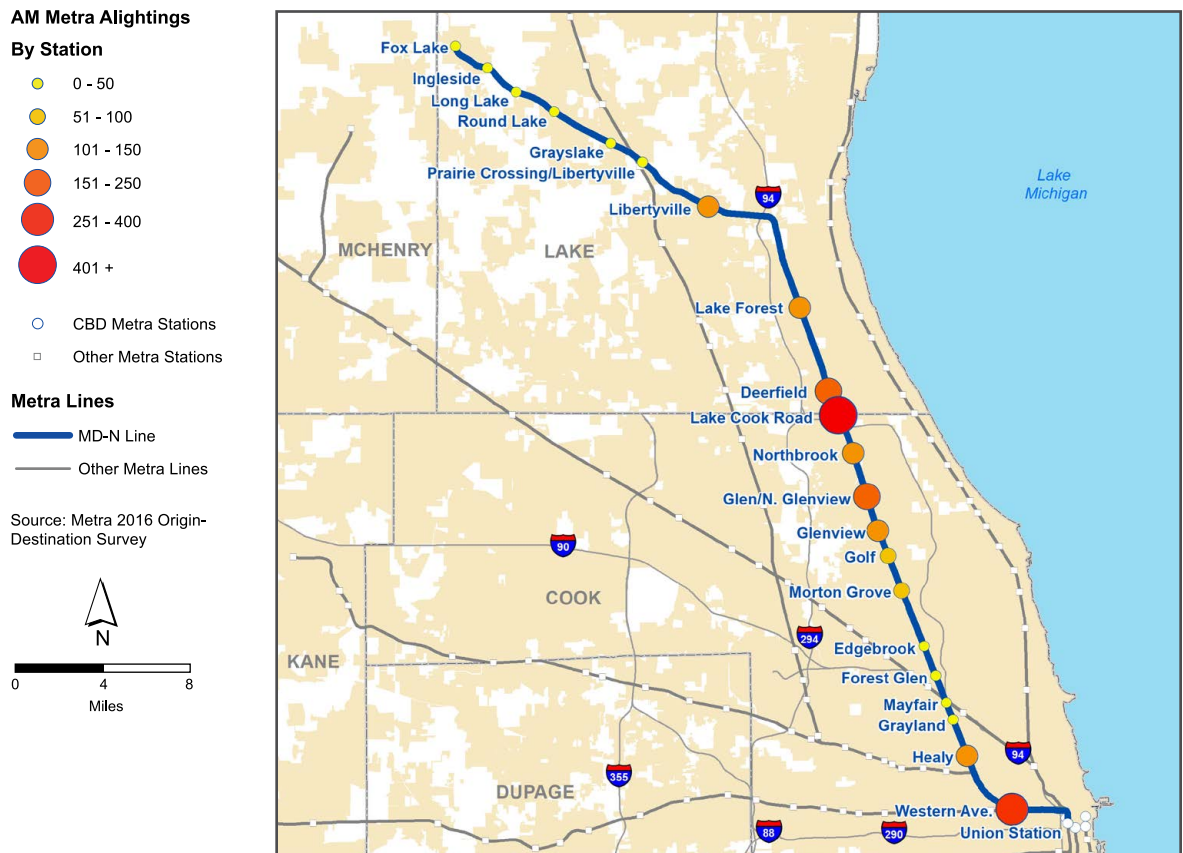 AM Metra Alightings
By Station
0 - 50
51 - 100
101 - 150
151 - 250
251 - 400
401 +
CBD Metra Stations
Other Metra Stations
Metra Lines
MD-N Line
Other Metra Lines
Source: Metra 2016 Origin-
Destination Survey
N
0 4 8
Miles
Fox Lake
Ingleside
Long Lake
Round Lake
Grayslake
Prairie Crossing/Libertyville
Libertyville
94
Lake
Michigan
MCHENRY
LAKE
Lake Forest
Deerfield
Lake Cook Road
Northbrook
Glen/N. Glenview
Glenview
Golf
90
Morton Grove
COOK
294
Edgebrook
KANE
Forest Glen
Mayfair
Grayland
Healy
94
355
DUPAGE
Western Ave.
Union Station
88
290